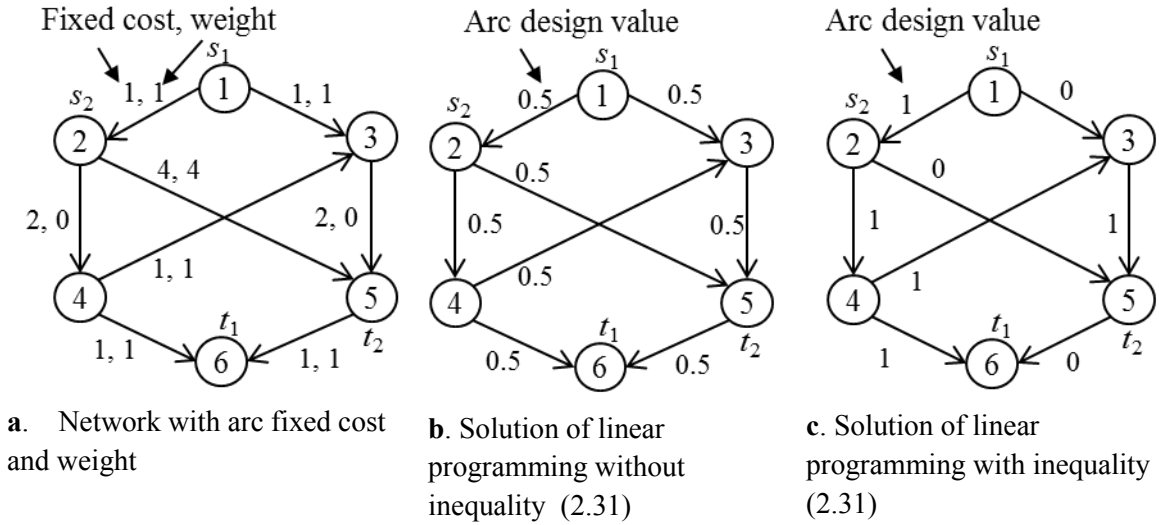 Fixed cost, weight
s₁
1, 1
s₂
1
1, 1
2
3
4, 4
2, 0
2, 0
1, 1
4
5
t₁
t₂
1, 1
6
1, 1
a. Network with arc fixed cost
and weight
Arc design value
s₁
0.5
0.5
s₂
1
2
3
0.5
0.5
0.5
0.5
4
5
t₁
t₂
0.5
6
0.5
b. Solution of linear
programming without
inequality (2.31)
Arc design value
s₁
1
0
s₂
1
2
3
0
1
1
1
4
5
t₁
t₂
1
6
0
c. Solution of linear
programming with inequality
(2.31)